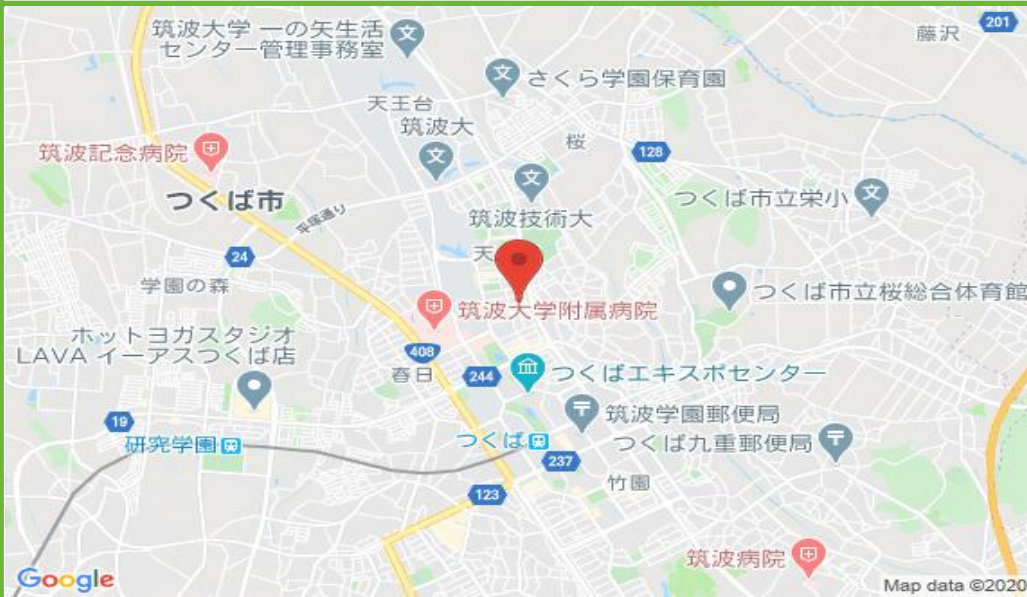 筑波大学 一の矢生活
センター管理事務室
201
藤沢
さくら学園保育園
天王台
筑波大
桜
筑波記念病院
128
つくば市
つくば市立栄小
平塚通り
筑波技術大
24
天
学園の森
つくば市立桜総合体育館
筑波大学附属病院
ホットヨガスタジオ
LAVA イーアスつくば店
408
春日
244
つくばエキスポセンター
19
筑波学園郵便局
研究学園
つくば
つくば九重郵便局
237
竹園
123
筑波病院
Google
Map data ©2020